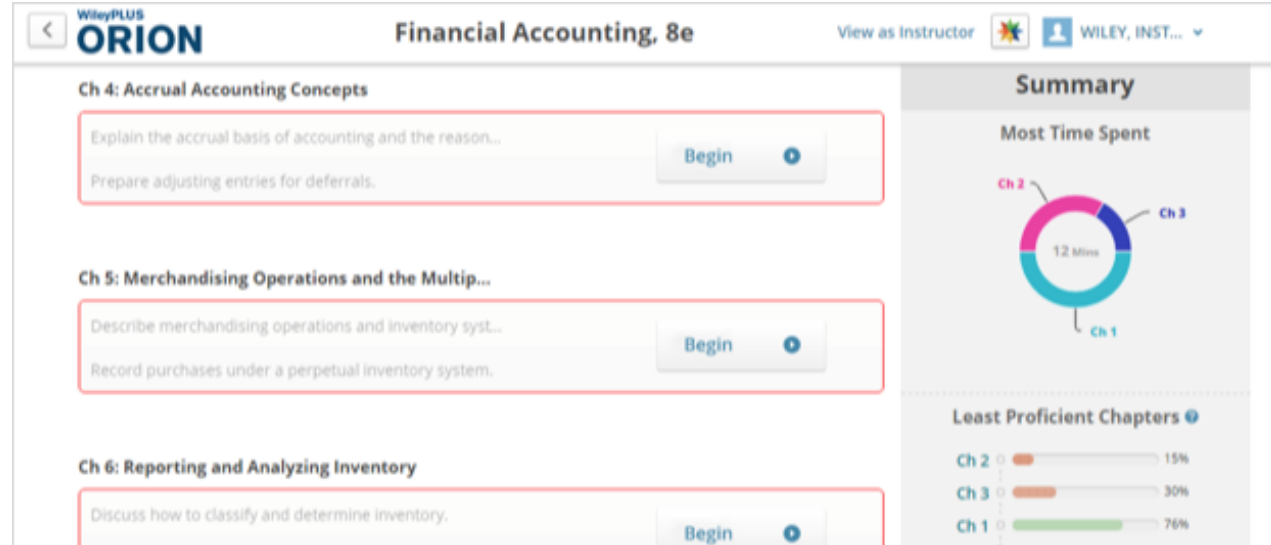 WileyPLUS
ORION
Financial Accounting, 8e
View as Instructor
WILEY, INST...
Ch 4: Accrual Accounting Concepts
Explain the accrual basis of accounting and the reason...
Begin
Prepare adjusting entries for deferrals.
Ch 5: Merchandising Operations and the Multip...
Describe merchandising operations and inventory syst...
Begin
Record purchases under a perpetual inventory system.
Ch 6: Reporting and Analyzing Inventory
Discuss how to classify and determine inventory.
Begin
Summary
Most Time Spent
Ch 2
Ch 3
12 Mins
Ch 1
Least Proficient Chapters ?
Ch 2 15%
Ch 3 30%
Ch 1 76%